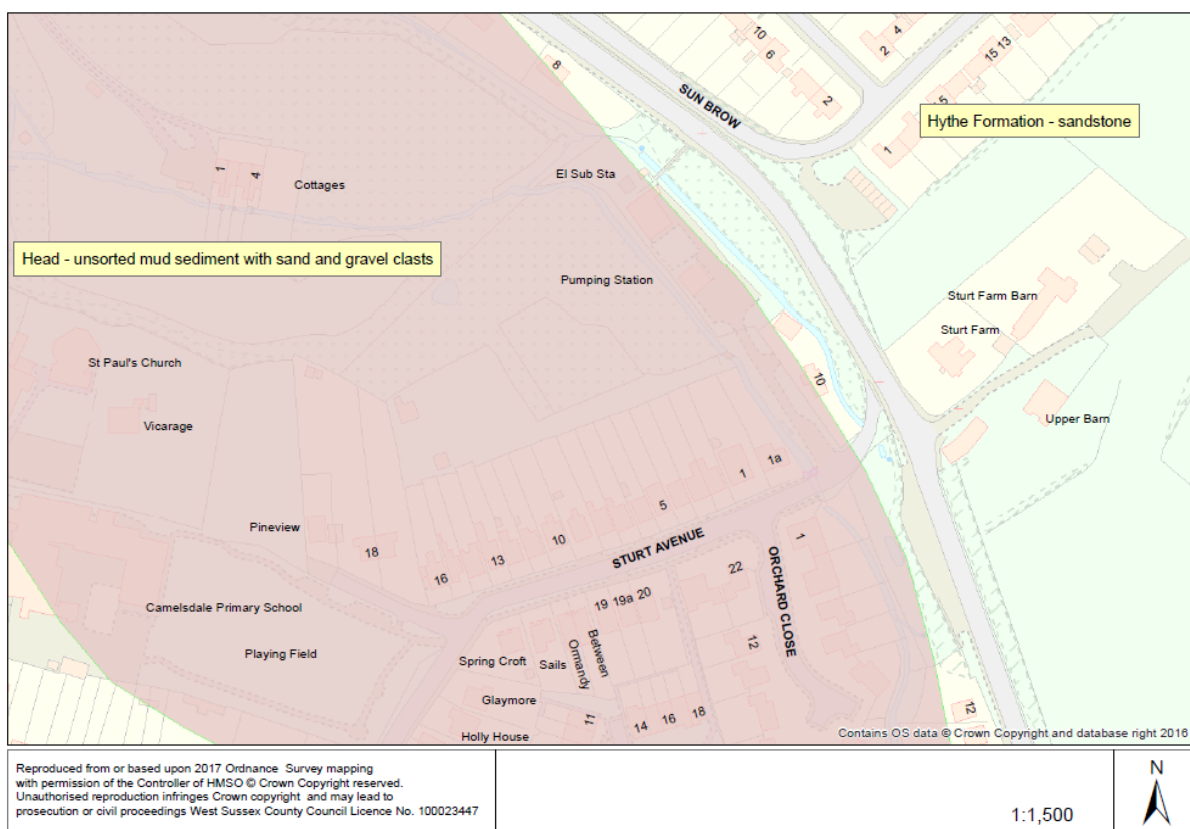 10
6
2
4
2
15 13
8
SUN BROW
2
5
Hythe Formation - sandstone
1
1
4
Cottages
El Sub Sta
Head - unsorted mud sediment with sand and gravel clasts
Pumping Station
Sturt Farm Barn
Sturt Farm
St Paul's Church
10
Upper Barn
Vicarage
1
1a
5
Pineview
18
16
13
10
STURT AVENUE
1
22
ORCHARD CLOSE
Camelsdale Primary School
19 19a 20
12
Playing Field
Spring Croft
Sails
Ormandy
Between
Glaymore
11
14 16 18
12
Holly House
Contains OS data © Crown Copyright and database right 2016
Reproduced from or based upon 2017 Ordnance Survey mapping
with permission of the Controller of HMSO © Crown Copyright reserved.
Unauthorised reproduction infringes Crown copyright and may lead to
prosecution or civil proceedings West Sussex County Council Licence No. 100023447
1:1,500
N